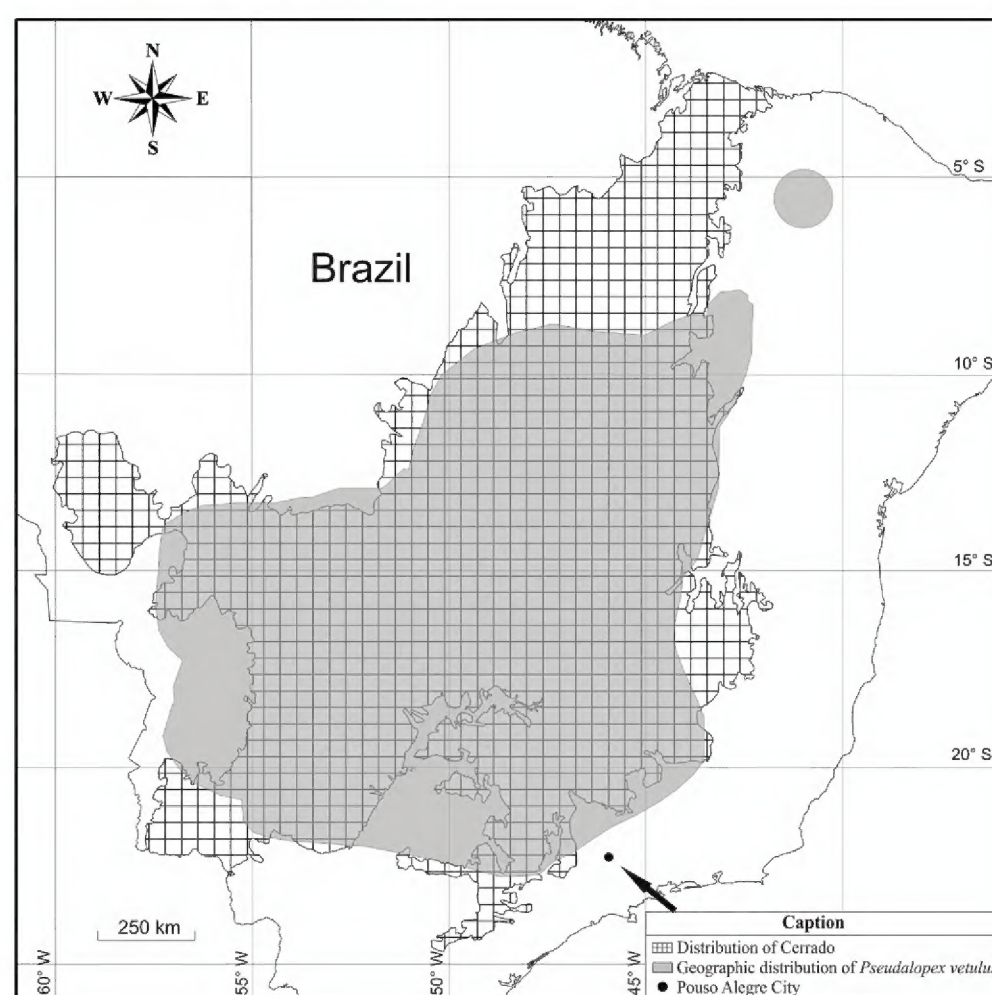 N
W E
S
5° S
Brazil
10° S
15° S
20° S
250 km
60° W
55° W
50° W
45° W
Caption
Distribution of Cerrado
Geographic distribution of Pseudalopex vetulus
Pouso Alegre City